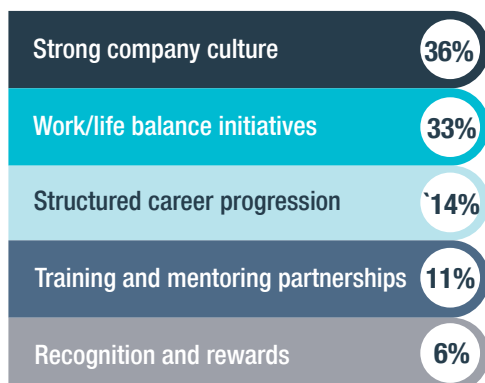 Strong company culture 36%
Work/life balance initiatives 33%
Structured career progression `14%
Training and mentoring partnerships 11%
Recognition and rewards 6%